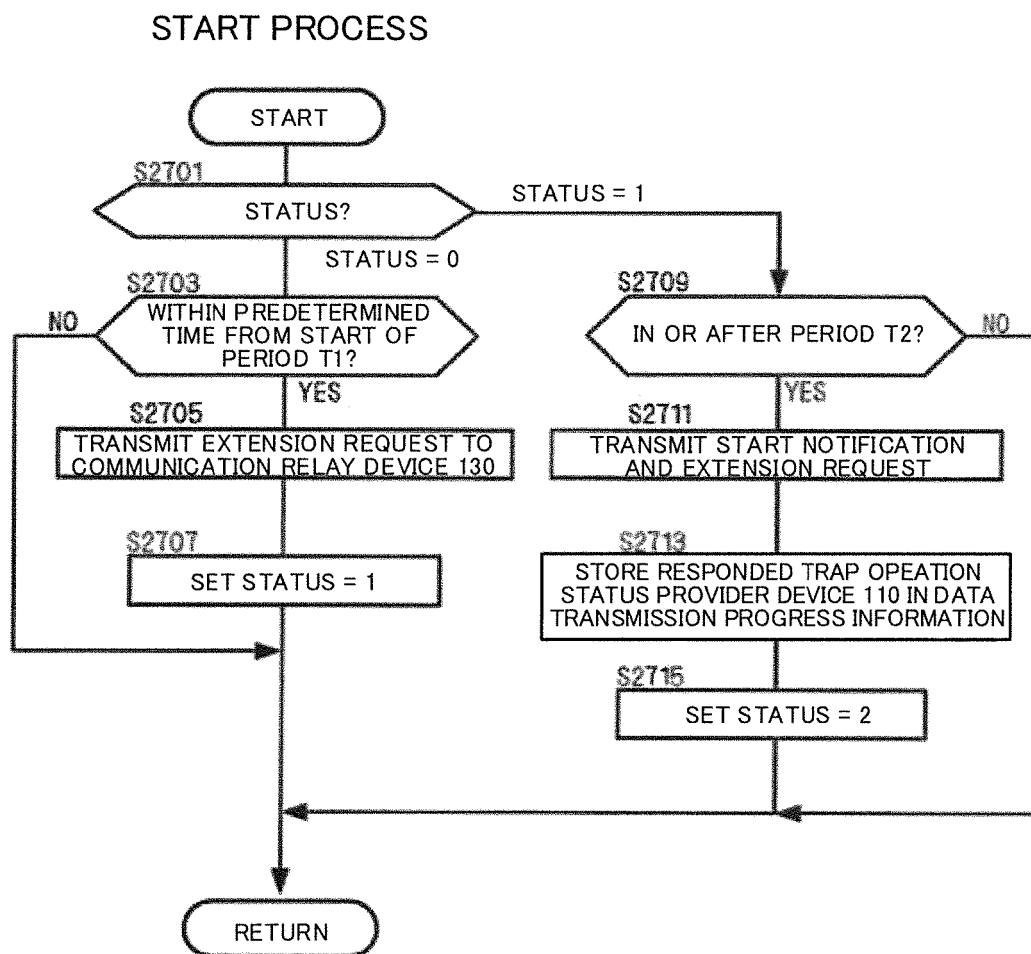 START PROCESS
START
S2701
STATUS?
STATUS = 1
STATUS = 0
S2703
WITHIN PREDETERMINED
TIME FROM START OF
PERIOD T1?
NO
YES
S2705
TRANSMIT EXTENSION REQUEST TO
COMMUNICATION RELAY DEVICE 130
S2707
SET STATUS = 1
S2709
IN OR AFTER PERIOD T2?
NO
YES
S2711
TRANSMIT START NOTIFICATION
AND EXTENSION REQUEST
S2713
STORE RESPONDED TRAP OPEATION
STATUS PROVIDER DEVICE 110 IN DATA
TRANSMISSION PROGRESS INFORMATION
S2715
SET STATUS = 2
RETURN